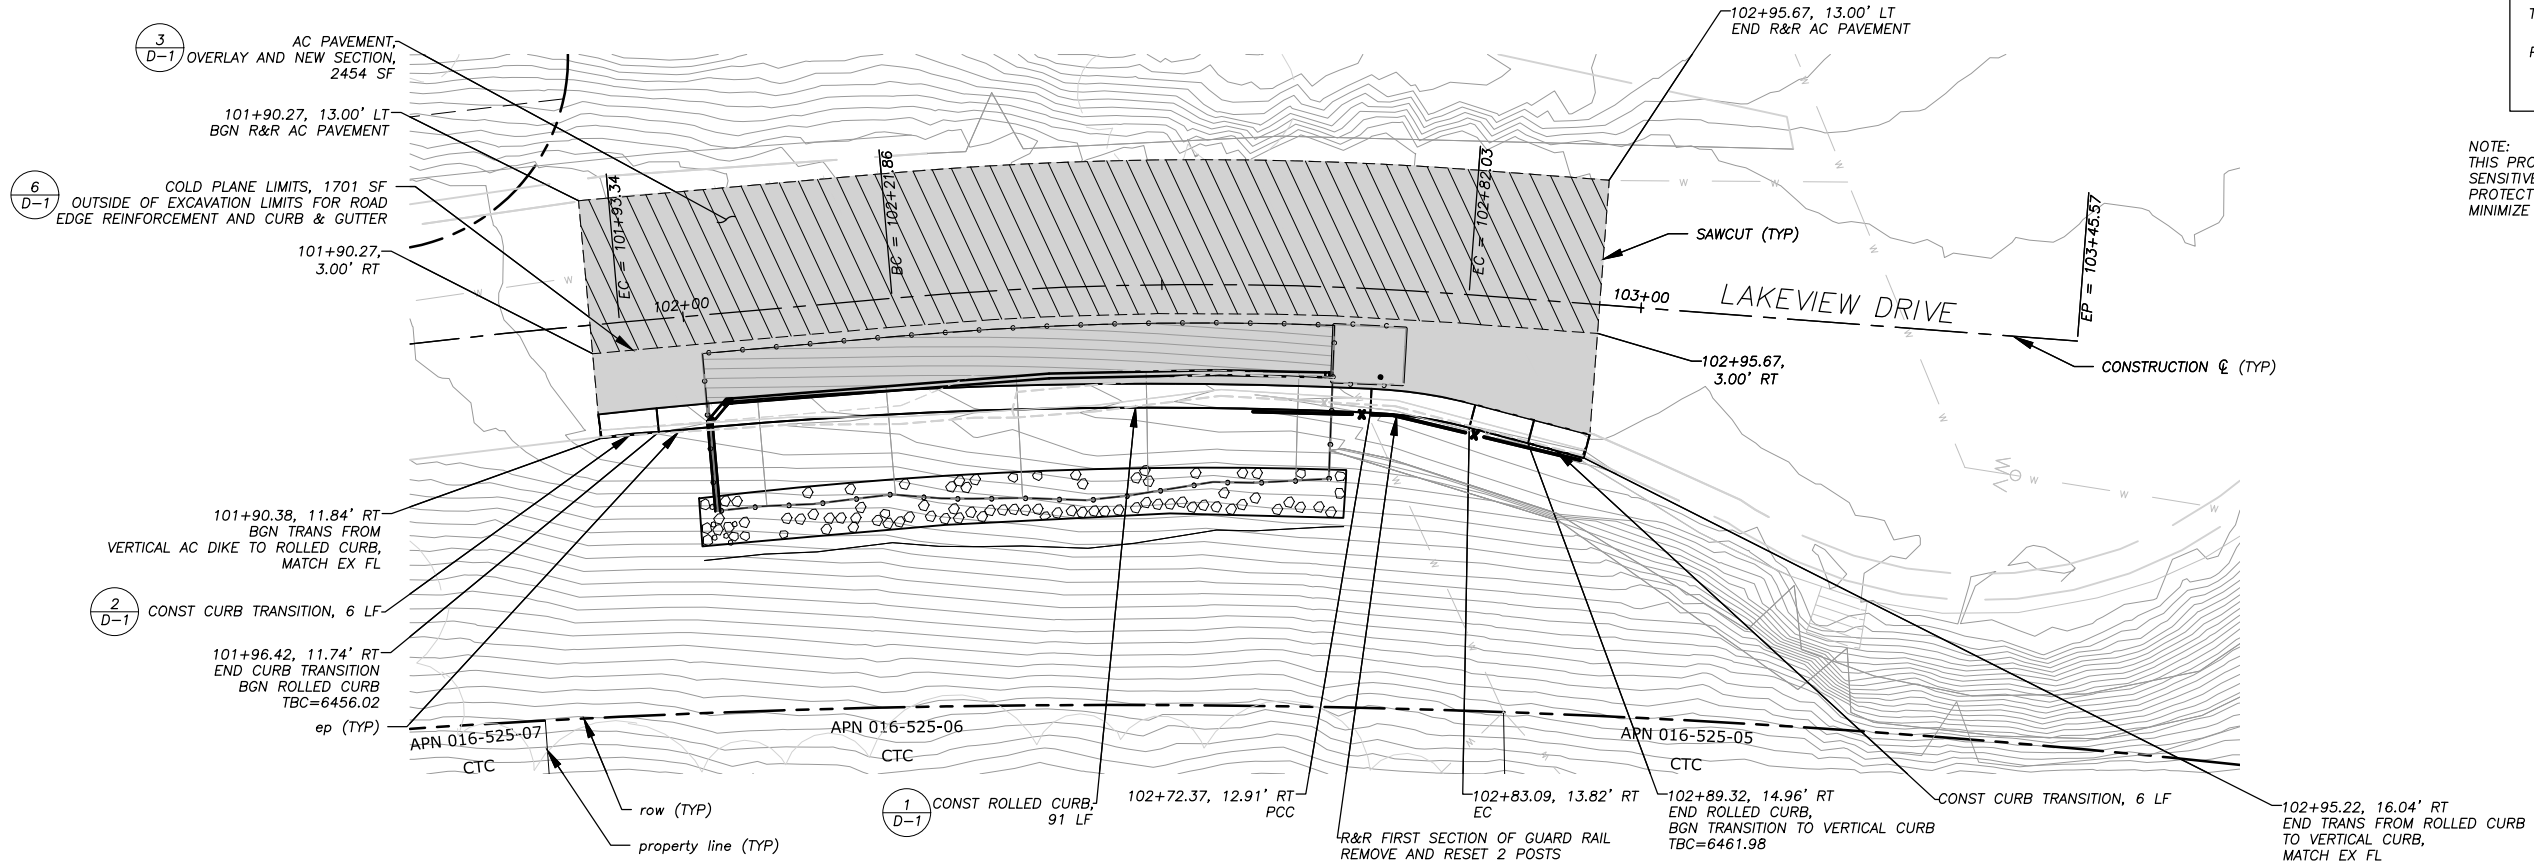 3
D-1
AC PAVEMENT,
OVERLAY AND NEW SECTION,
2454 SF
101+90.27, 13.00' LT
BGN R&R AC PAVEMENT
6
D-1
COLD PLANE LIMITS, 1701 SF
OUTSIDE OF EXCAVATION LIMITS FOR ROAD
EDGE REINFORCEMENT AND CURB & GUTTER
101+90.27,
3.00' RT
101+90.38, 11.84' RT
BGN TRANS FROM
VERTICAL AC DIKE TO ROLLED CURB,
MATCH EX FL
2
D-1
CONST CURB TRANSITION, 6 LF
101+96.42, 11.74' RT
END CURB TRANSITION
BGN ROLLED CURB
TBC=6456.02
ep (TYP)
EC = 101+93.34
BC = 102+21.86
EC = 102+82.03
102+00
103+00
LAKEVIEW DRIVE
EP = 103+45.57
102+95.67, 13.00' LT
END R&R AC PAVEMENT
SAWCUT (TYP)
CONSTRUCTION ℄ (TYP)
102+95.67,
3.00' RT
NOTE:
THIS PRO
SENSITIVE
PROTECT
MINIMIZE
APN 016-525-07
CTC
APN 016-525-06
CTC
APN 016-525-05
CTC
row (TYP)
property line (TYP)
1
D-1
CONST ROLLED CURB,
91 LF
102+72.37, 12.91' RT
PCC
R&R FIRST SECTION OF GUARD RAIL
REMOVE AND RESET 2 POSTS
102+83.09, 13.82' RT
EC
102+89.32, 14.96' RT
END ROLLED CURB,
BGN TRANSITION TO VERTICAL CURB
TBC=6461.98
CONST CURB TRANSITION, 6 LF
102+95.22, 16.04' RT
END TRANS FROM ROLLED CURB
TO VERTICAL CURB,
MATCH EX FL